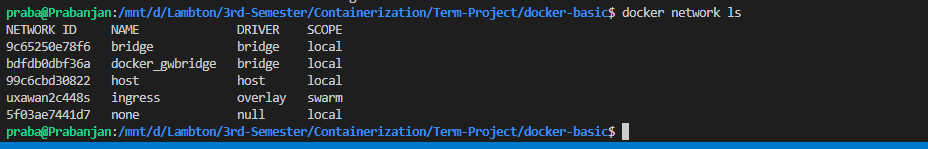 praba@Prabanjan:/mnt/d/Lambton/3rd-Semester/Containerization/Term-Project/docker-basic$ docker network ls
NETWORK ID     NAME              DRIVER    SCOPE
9c65250e78f6   bridge            bridge    local
bdfdb0dbf36a   docker_gwbridge   bridge    local
99c6cbd30822   host              host      local
uxawan2c448s   ingress           overlay   swarm
5f03ae7441d7   none              null      local
praba@Prabanjan:/mnt/d/Lambton/3rd-Semester/Containerization/Term-Project/docker-basic$